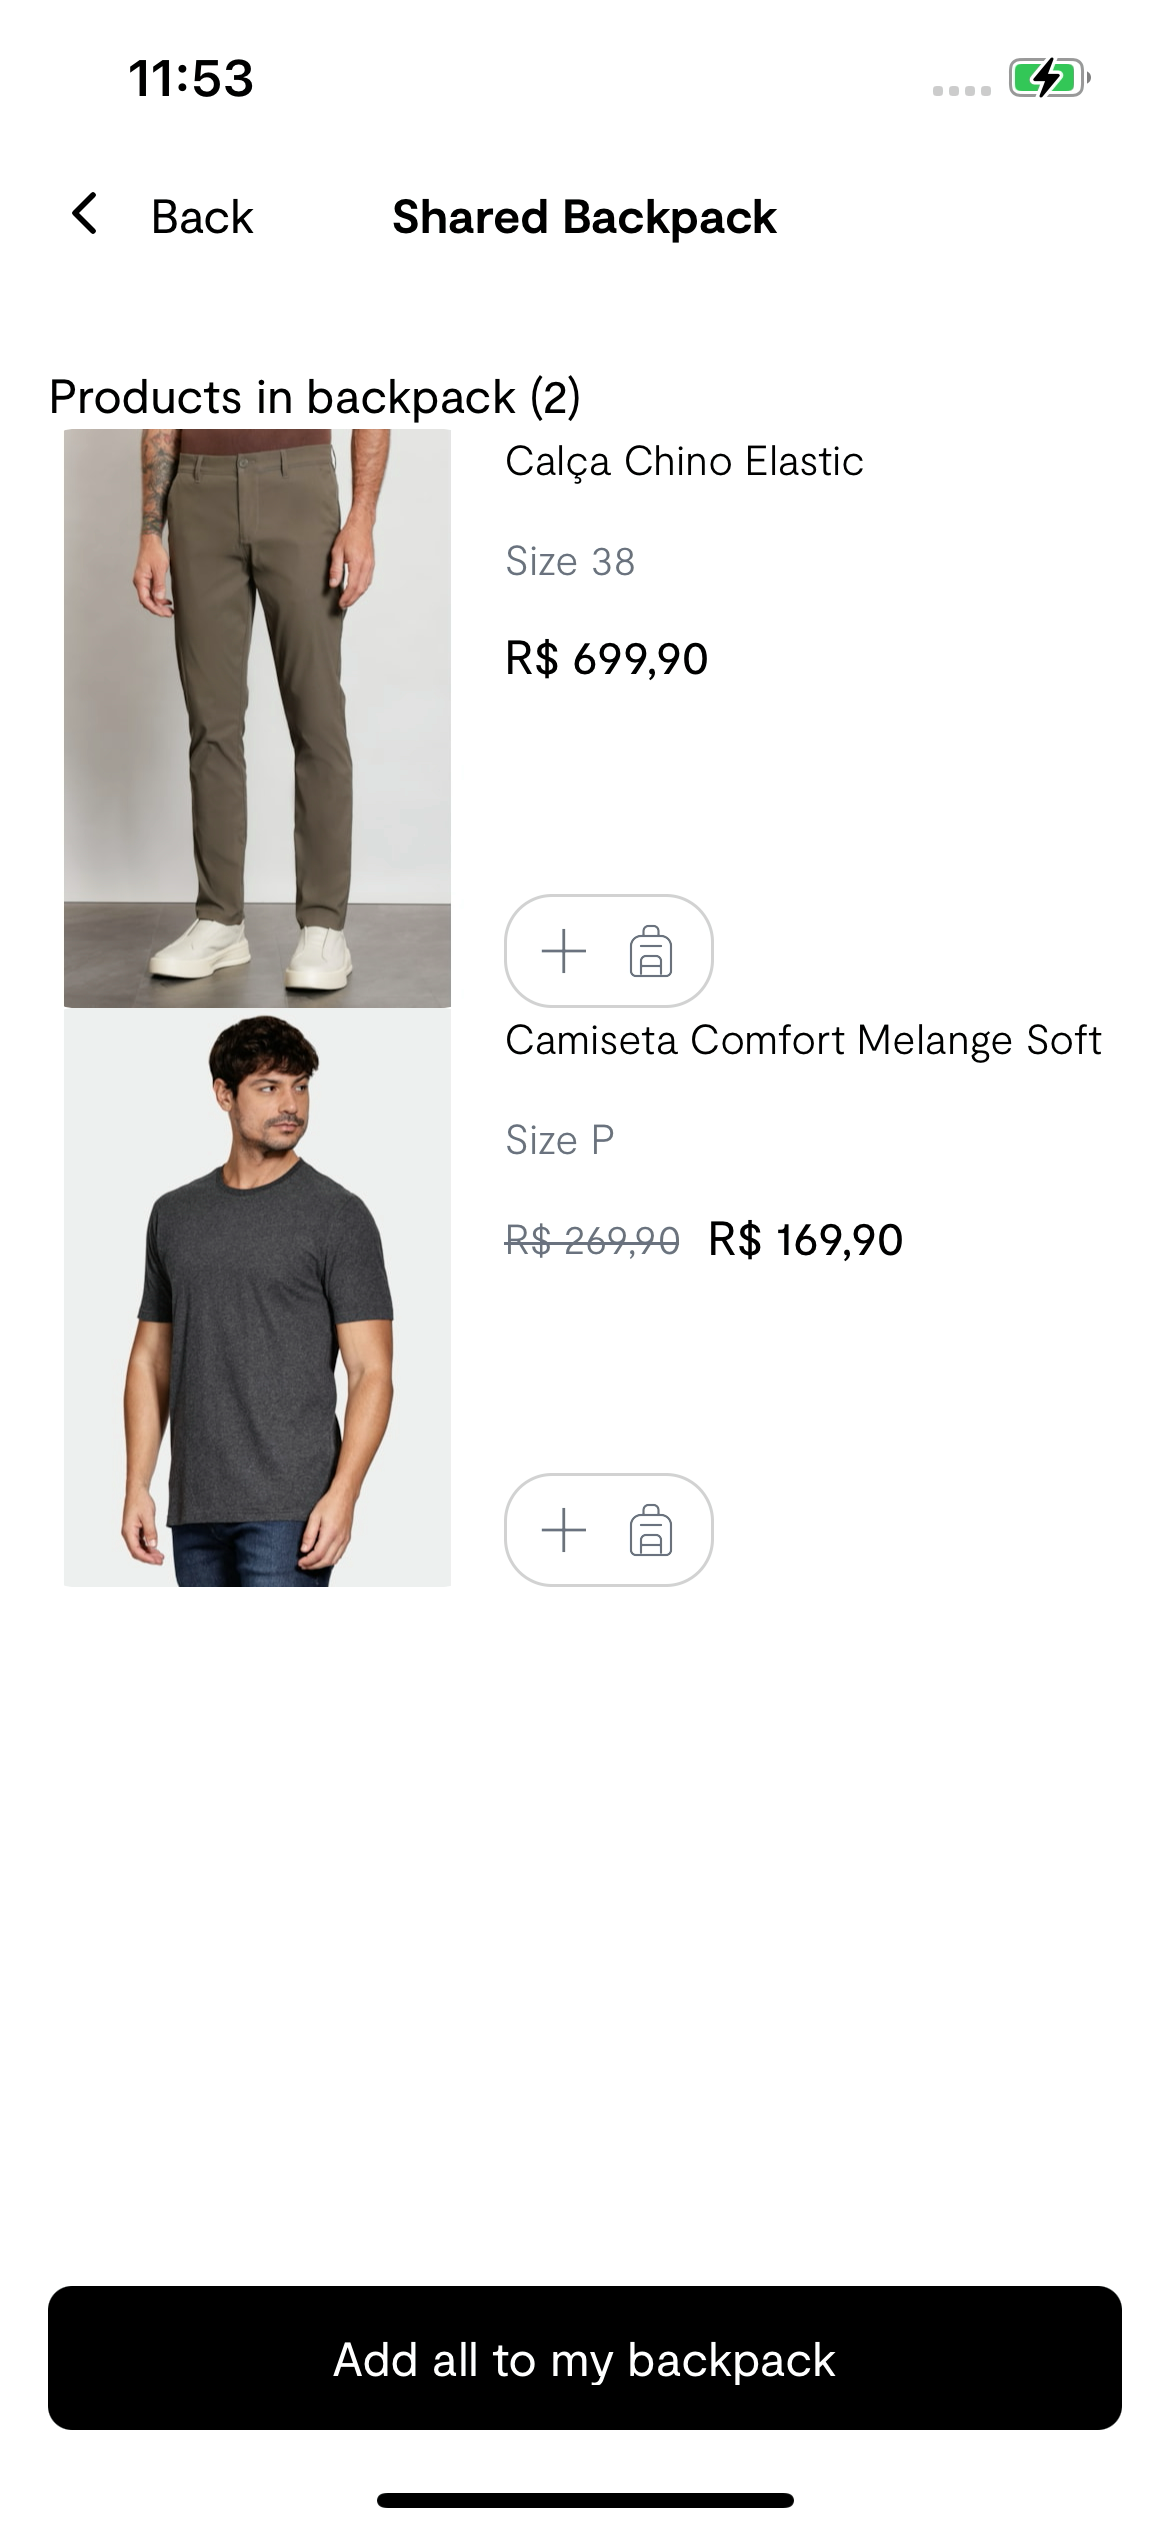 11:53
Back
Shared Backpack
Products in backpack (2)
Calça Chino Elastic
Size 38
R$ 699,90
Camiseta Comfort Melange Soft
Size P
R$ 269,90 R$ 169,90
Add all to my backpack